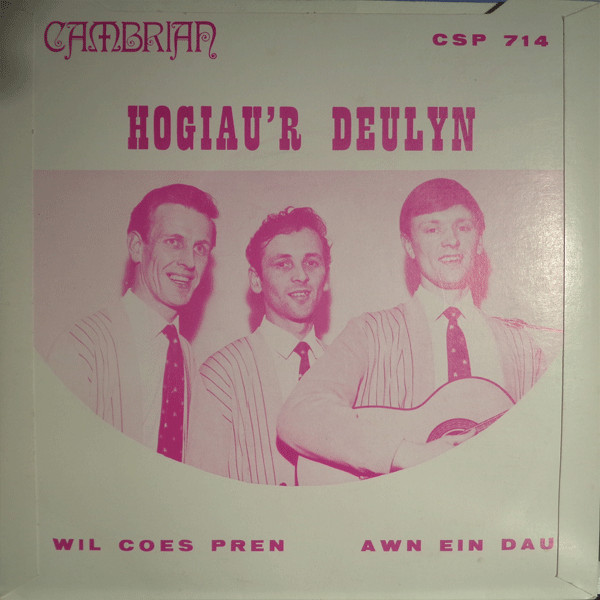 CAMBRIAN
CSP 714
HOGIAU'R DEULYN
WIL COES PREN
AWN EIN DAU